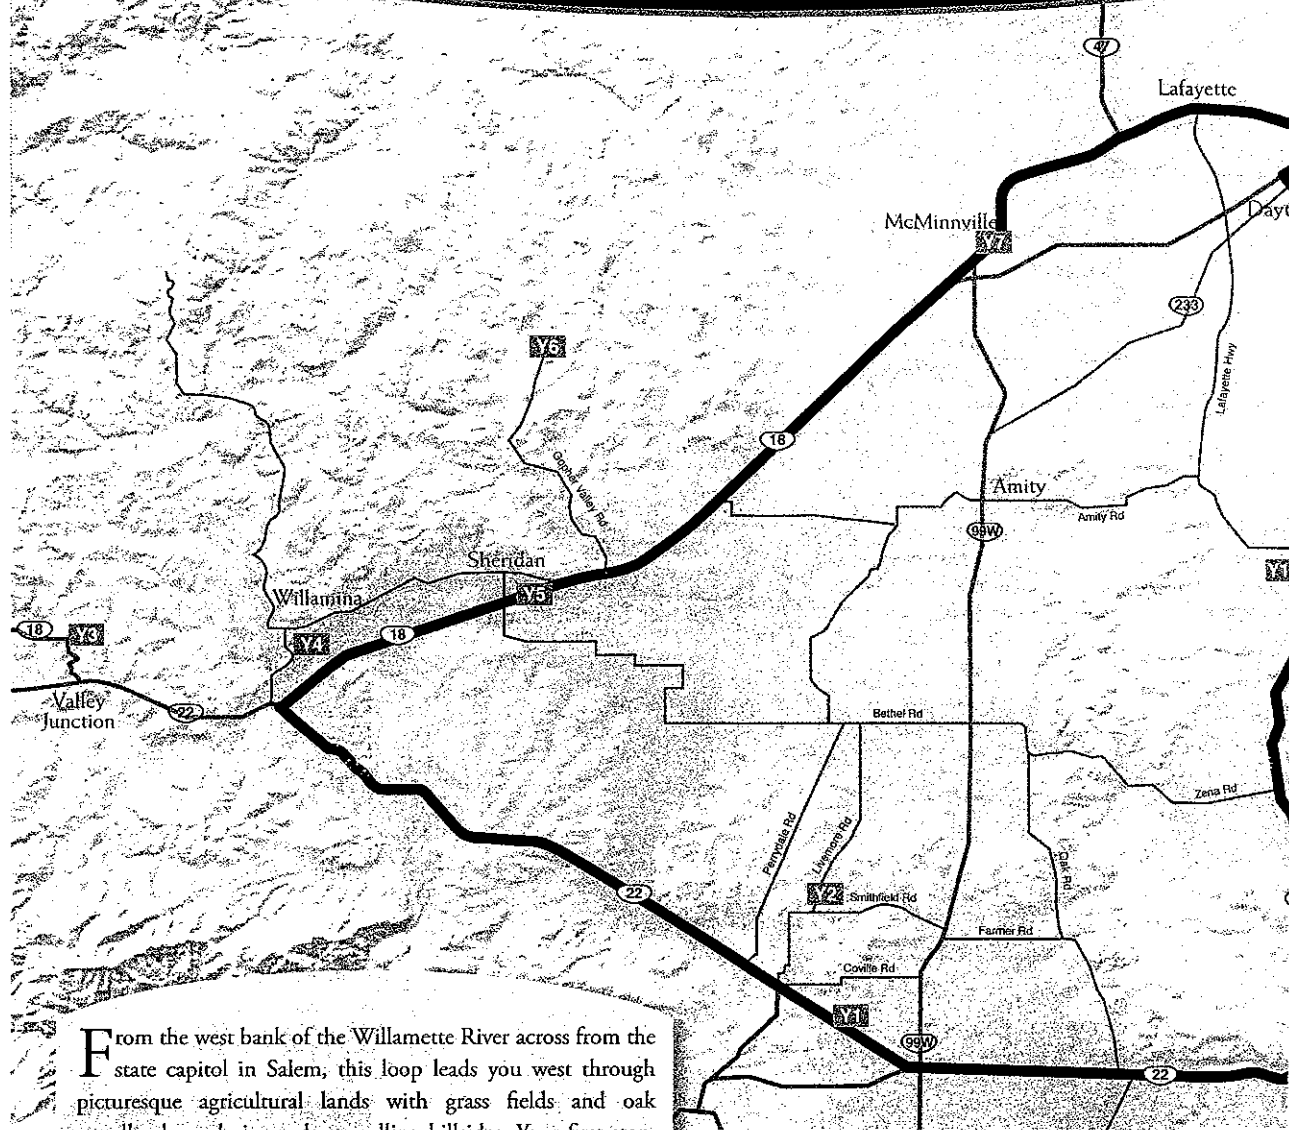 47
Lafayette
McMinnville
Y7
233
Y6
Lafayette Hwy
18
Gopher Valley Rd
Amity
Amity Rd
99W
Sheridan
Willamina
Y5
18
Y3
Y4
18
Valley
Junction
22
Bethel Rd
Zena Rd
Perrydale Rd
Livermore Rd
Oak Rd
22
Y2
Smithfield Rd
Farmer Rd
Coville Rd
Y1
99W
22
From the west bank of the Willamette River across from the
state capitol in Salem, this loop leads you west through
picturesque agricultural lands with grass fields and oak